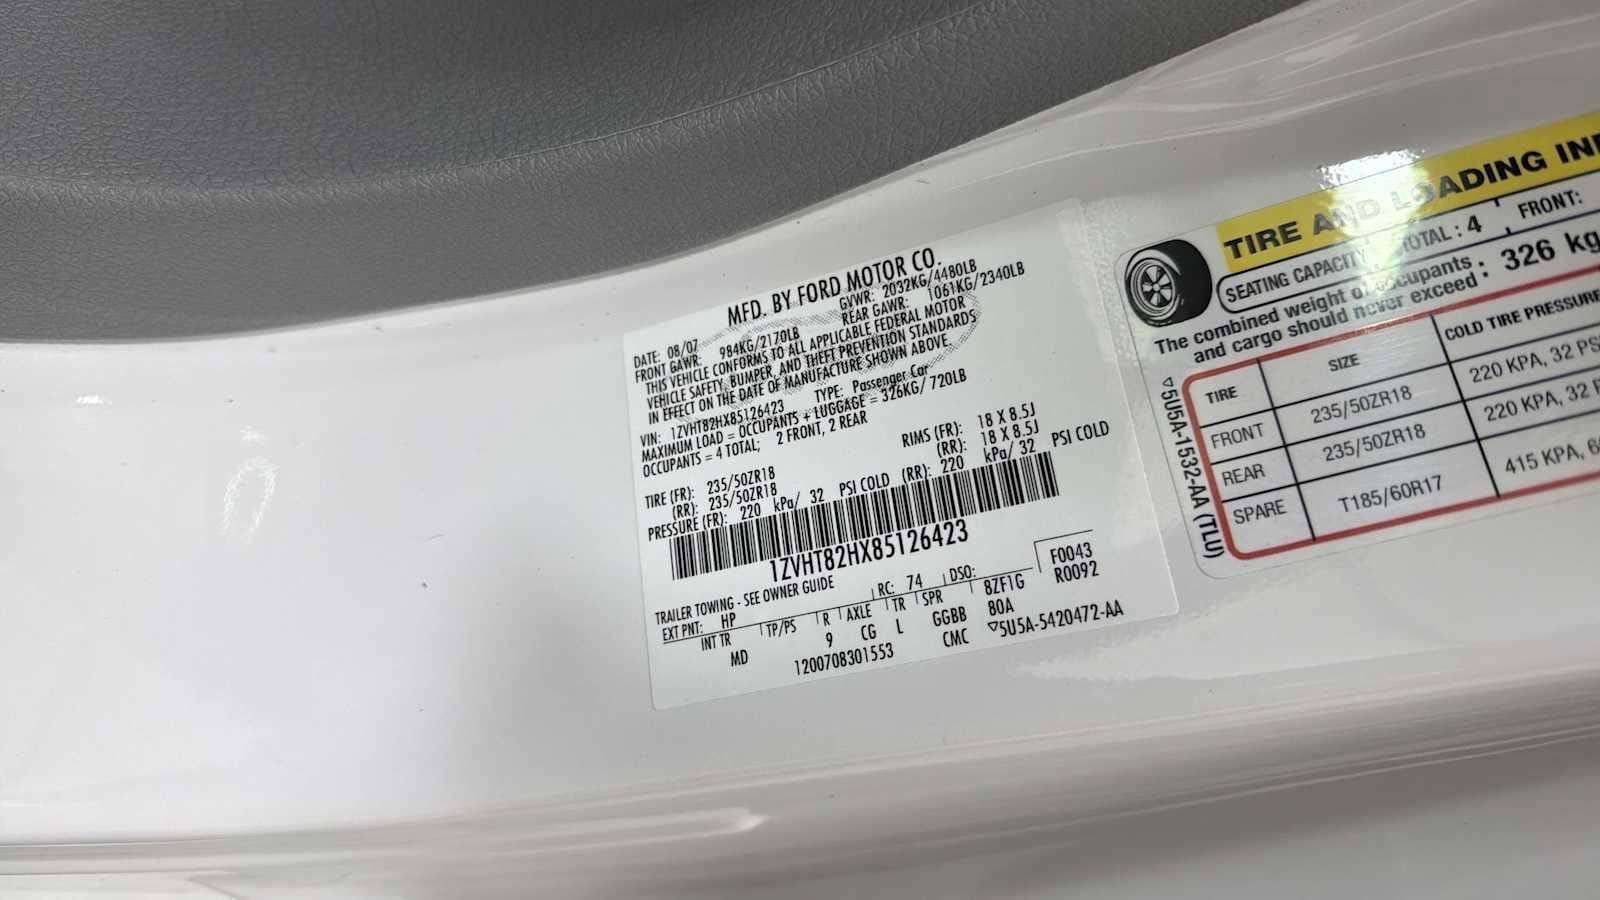 MFD. BY FORD MOTOR CO.
DATE: 08/07 GVWR: 2032KG/4480LB
FRONT GAWR: 984KG/2170LB REAR GAWR: 1061KG/2340LB
THIS VEHICLE CONFORMS TO ALL APPLICABLE FEDERAL MOTOR
VEHICLE SAFETY, BUMPER, AND THEFT PREVENTION STANDARDS
IN EFFECT ON THE DATE OF MANUFACTURE SHOWN ABOVE.
VIN: 1ZVHT82HX85126423 TYPE: Passenger Car
MAXIMUM LOAD = OCCUPANTS + LUGGAGE = 326KG/720LB
OCCUPANTS = 4 TOTAL; 2 FRONT, 2 REAR
TIRE (FR): 235/50ZR18 RIMS (FR): 18 X 8.5J
(RR): 235/50ZR18 (RR): 18 X 8.5J
PRESSURE (FR): 220 kPa/ 32 PSI COLD (RR): 220 kPa/ 32 PSI COLD
1ZVHT82HX85126423
TRAILER TOWING - SEE OWNER GUIDE
F0043
EXT PNT: HP RC: 74 DSO: R0092
INT TR TP/PS R AXLE TR SPR 8ZF1G
MD 9 CG L GGBB 80A
1200708301553 CMC ▽5U5A-5420472-AA
TIRE AND LOADING IN
SEATING CAPACITY TOTAL : 4 FRONT:
The combined weight of occupants
and cargo should never exceed : 326 kg
TIRE SIZE COLD TIRE PRESSURE
FRONT 235/50ZR18 220 KPA, 32 PS
REAR 235/50ZR18 220 KPA, 32
SPARE T185/60R17 415 KPA, 6
▽5U5A-1532-AA (TLU)